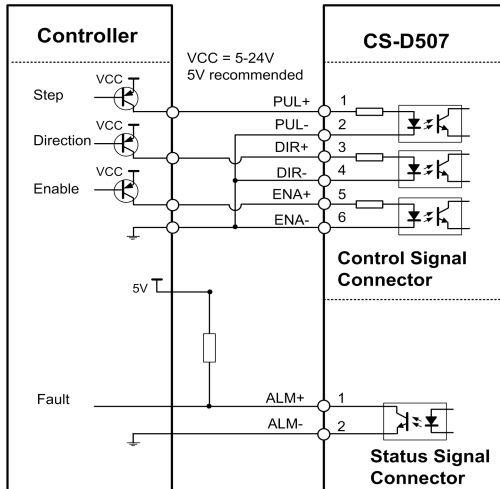 Controller
CS-D507
VCC = 5-24V
5V recommended
VCC
Step
PUL+ 1
VCC
PUL- 2
Direction
DIR+ 3
VCC
DIR- 4
Enable
ENA+ 5
ENA- 6
Control Signal
Connector
5V
Fault
ALM+ 1
ALM- 2
Status Signal
Connector